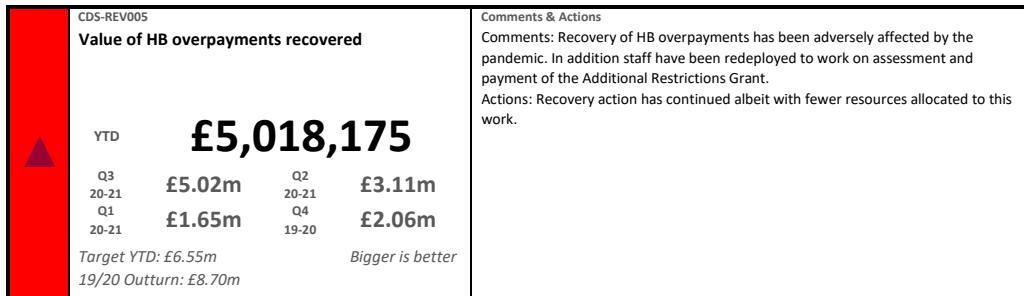 CDS-REV005
Value of HB overpayments recovered
YTD £5,018,175
Q3 20-21 £5.02m Q2 20-21 £3.11m
Q1 20-21 £1.65m Q4 19-20 £2.06m
Target YTD: £6.55m Bigger is better
19/20 Outturn: £8.70m
Comments & Actions
Comments: Recovery of HB overpayments has been adversely affected by the
pandemic. In addition staff have been redeployed to work on assessment and
payment of the Additional Restrictions Grant.
Actions: Recovery action has continued albeit with fewer resources allocated to this
work.